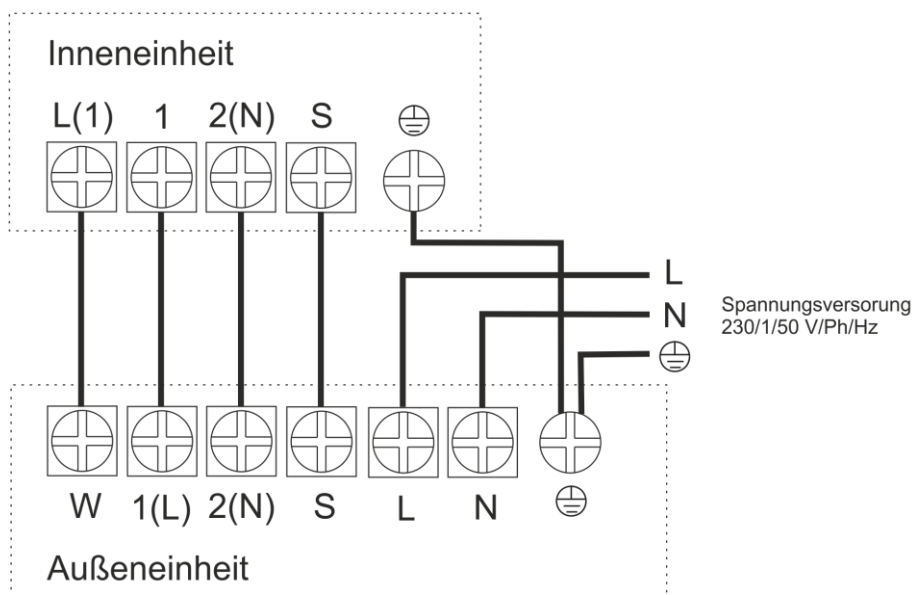 Inneneinheit
L(1) 1 2(N) S
L
N
Spannungsversorung
230/1/50 V/Ph/Hz
W 1(L) 2(N) S L N
Außeneinheit